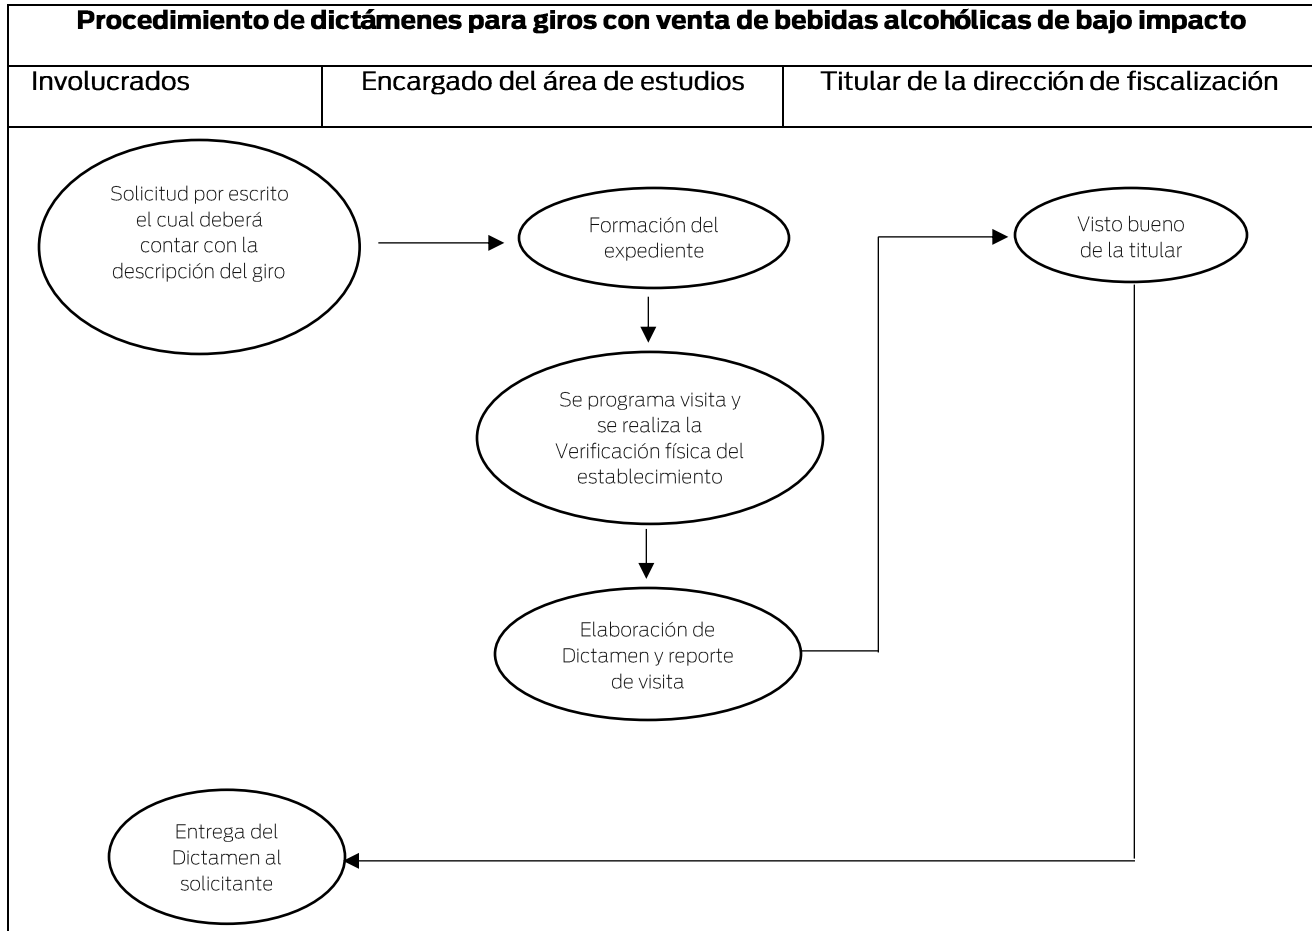 Procedimiento de dictámenes para giros con venta de bebidas alcohólicas de bajo impacto
Involucrados
Encargado del área de estudios
Titular de la dirección de fiscalización
Solicitud por escrito
el cual deberá
contar con la
descripción del giro
Formación del
expediente
Se programa visita y
se realiza la
Verificación física del
establecimiento
Elaboración de
Dictamen y reporte
de visita
Visto bueno
de la titular
Entrega del
Dictamen al
solicitante